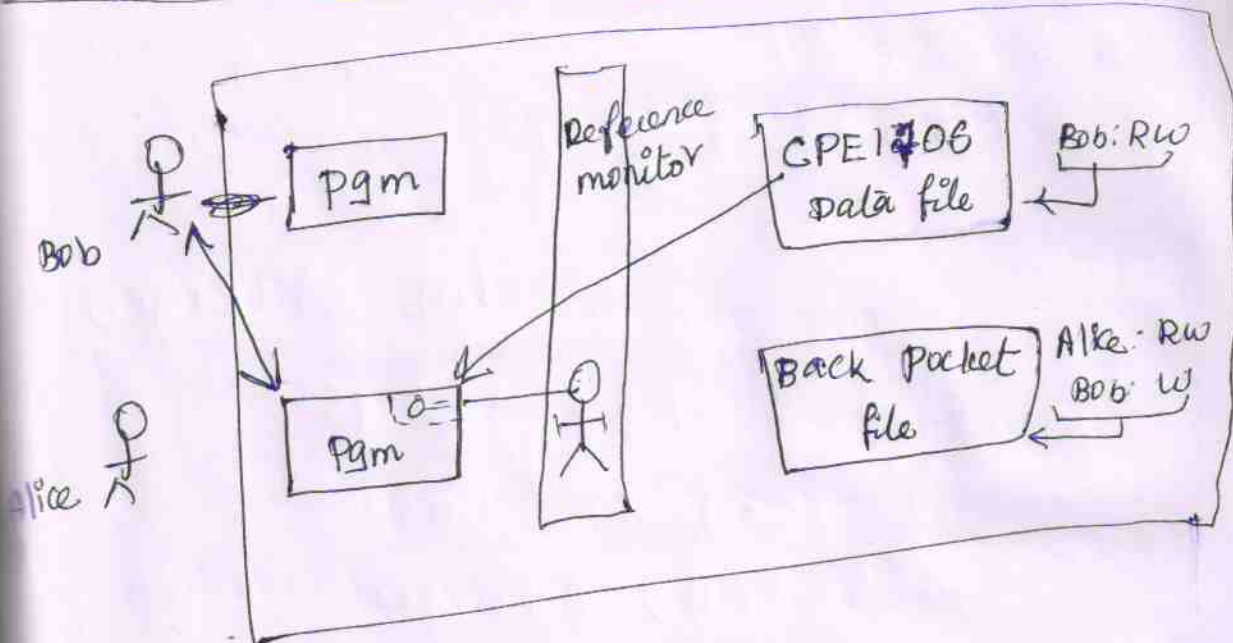 Bob
pgm
Reference
monitor
CPE1706
Data file
Bob: RW
Alice
Pgm
Back Pocket
file
Alice: RW
Bob: W